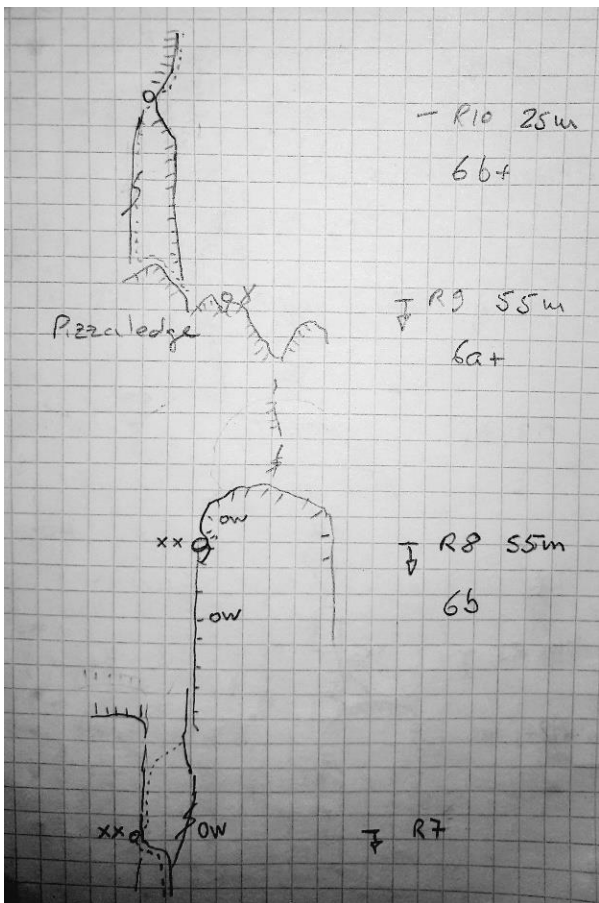 - R10 25m
6b+
R9 55m
X
Pizzaledge
6a+
OW
xx
R8 55m
6b
OW
xx
OW
R7